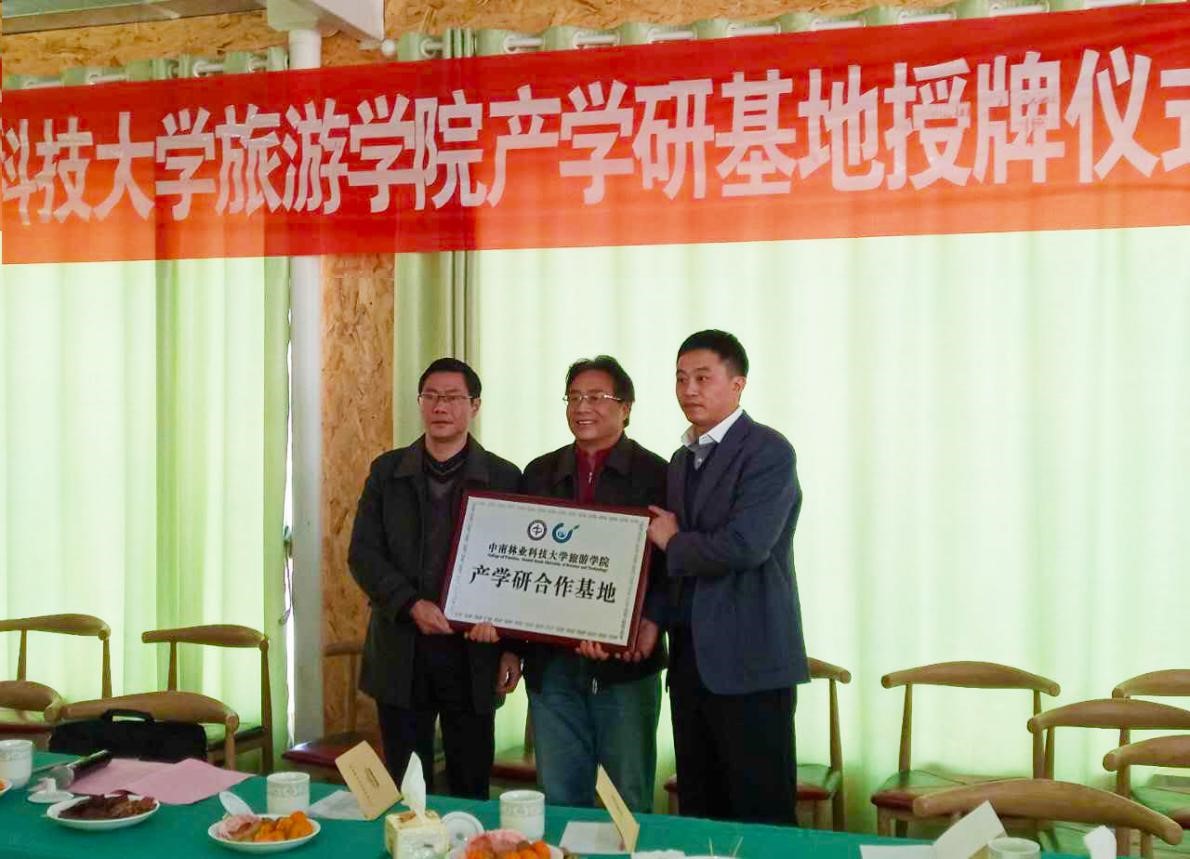 科技大学旅游学院产学研基地授牌仪式
中南林业科技大学旅游学院
产学研合作基地